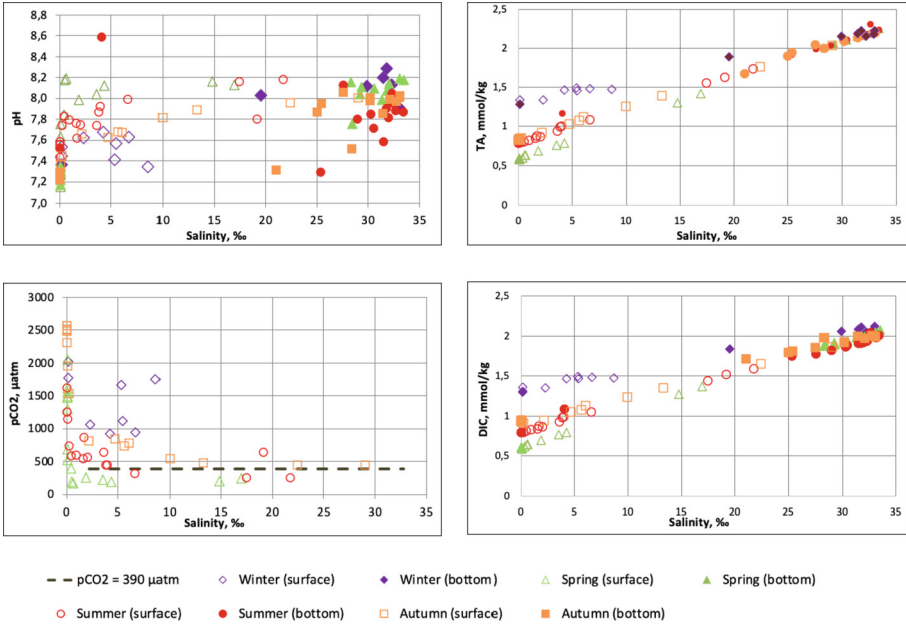 8,8
8,6
8,4
8,2
8,0
7,8
7,6
7,4
7,2
7,0
pH
0 5 10 15 20 25 30 35
Salinity, ‰
2,5
2
1,5
1
0,5
0
TA, mmol/kg
0 5 10 15 20 25 30 35
Salinity, ‰
3000
2500
2000
1500
1000
500
0
pCO2, µatm
0 5 10 15 20 25 30 35
Salinity, ‰
2,5
2
1,5
1
0,5
0
DIC, mmol/kg
0 5 10 15 20 25 30 35
Salinity, ‰
pCO2 = 390 µatm Winter (surface) Winter (bottom) Spring (surface) Spring (bottom)
Summer (surface) Summer (bottom) Autumn (surface) Autumn (bottom)